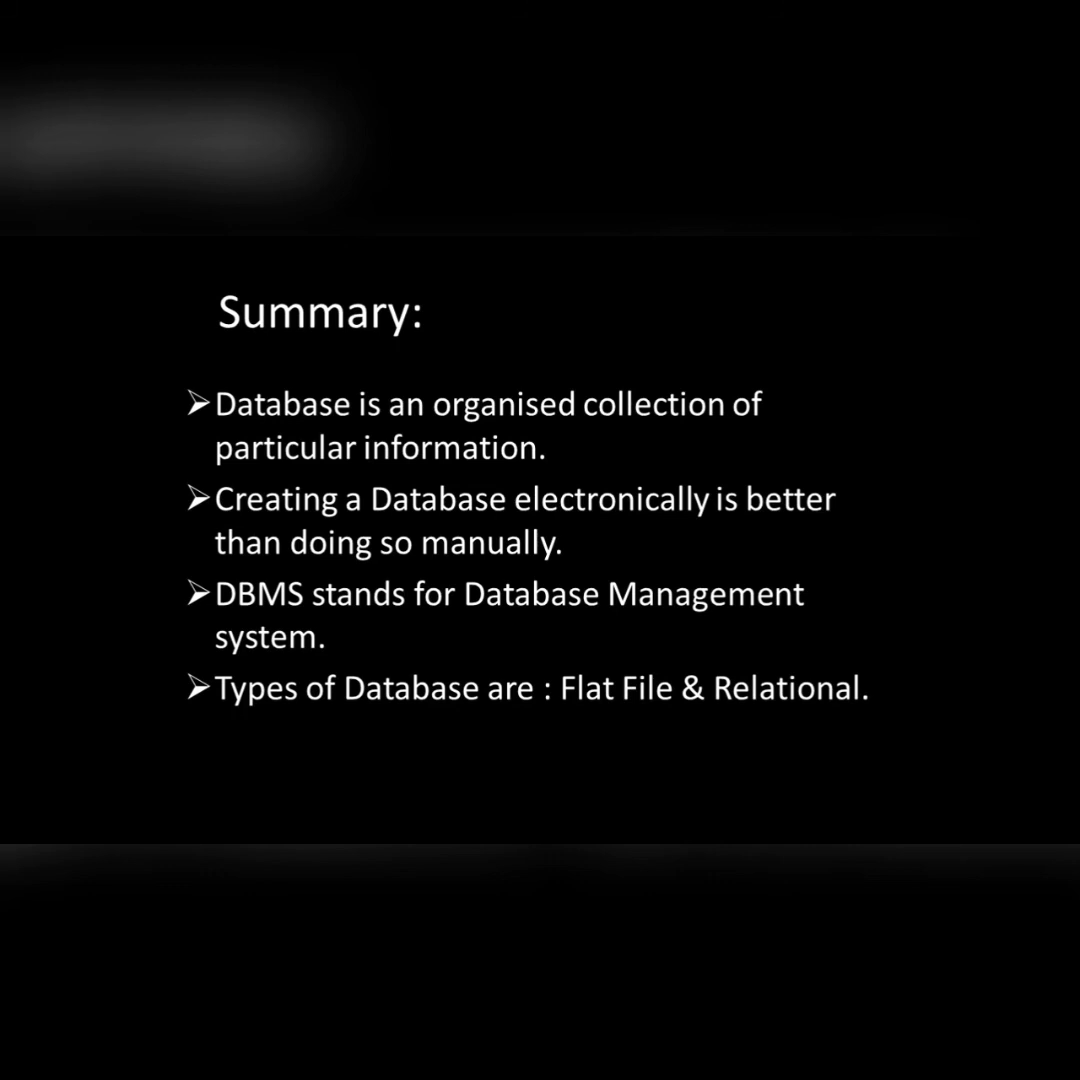 Summary:
➢Database is an organised collection of
particular information.
➢Creating a Database electronically is better
than doing so manually.
➢DBMS stands for Database Management
system.
➢Types of Database are : Flat File & Relational.